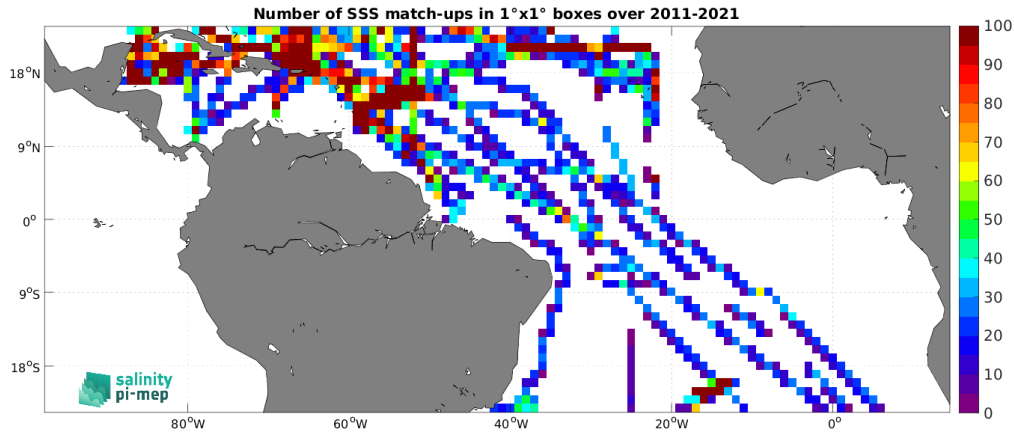 Number of SSS match-ups in 1°x1° boxes over 2011-2021
100
90
80
70
60
50
40
30
20
10
0
18°N
9°N
0°
9°S
18°S
80°W
60°W
40°W
20°W
0°
salinity
pi-mep